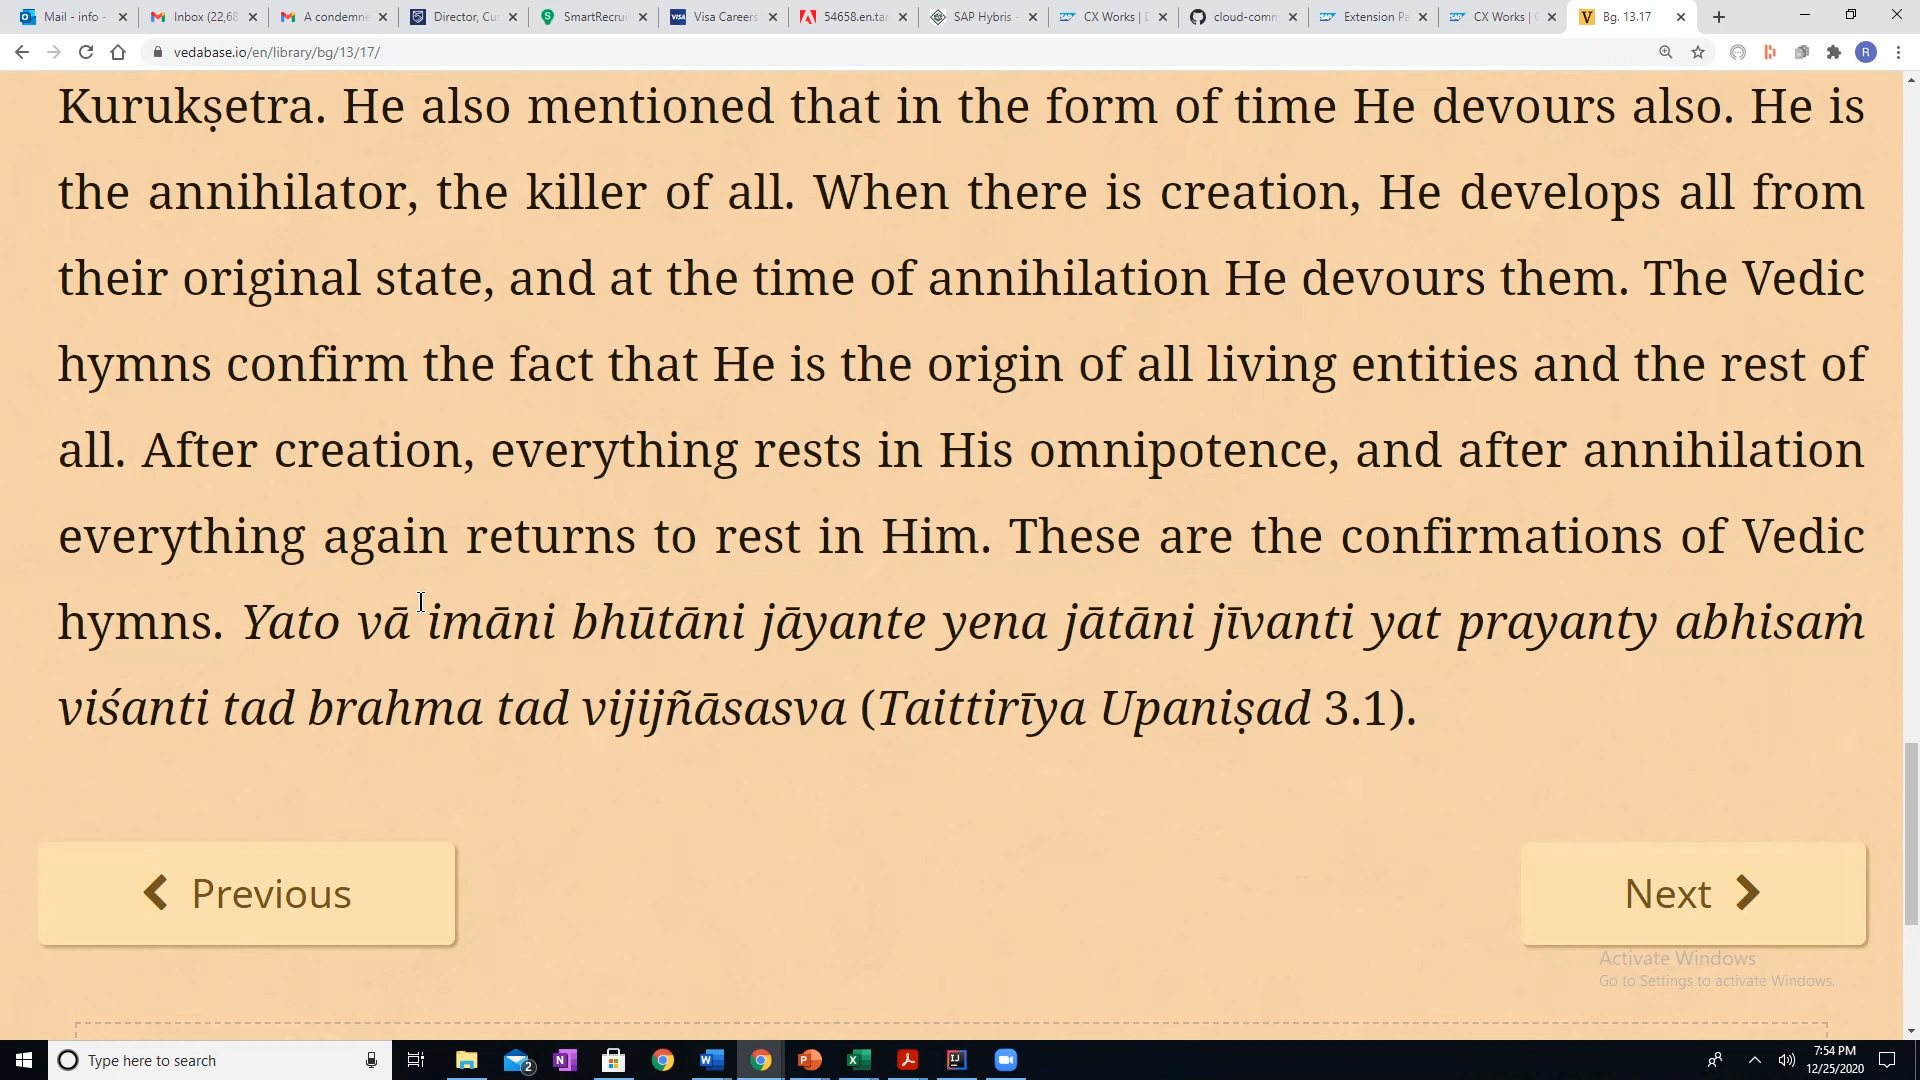 Mail - info -
Inbox (22,68
A condemne
Director, Cu
SmartRecrui
Visa Careers
54658.en.tar
SAP Hybris -
CX Works | D
cloud-comm
Extension Pa
CX Works | C
Bg. 13.17
vedabase.io/en/library/bg/13/17/
R
Kurukṣetra. He also mentioned that in the form of time He devours also. He is
the annihilator, the killer of all. When there is creation, He develops all from
their original state, and at the time of annihilation He devours them. The Vedic
hymns confirm the fact that He is the origin of all living entities and the rest of
all. After creation, everything rests in His omnipotence, and after annihilation
everything again returns to rest in Him. These are the confirmations of Vedic
hymns. Yato vā imāni bhūtāni jāyante yena jātāni jīvanti yat prayanty abhisaṁ
viśanti tad brahma tad vijijñāsasva (Taittirīya Upaniṣad 3.1).
Previous
Next
Activate Windows
Go to Settings to activate Windows.
Type here to search
2
7:54 PM
12/25/2020